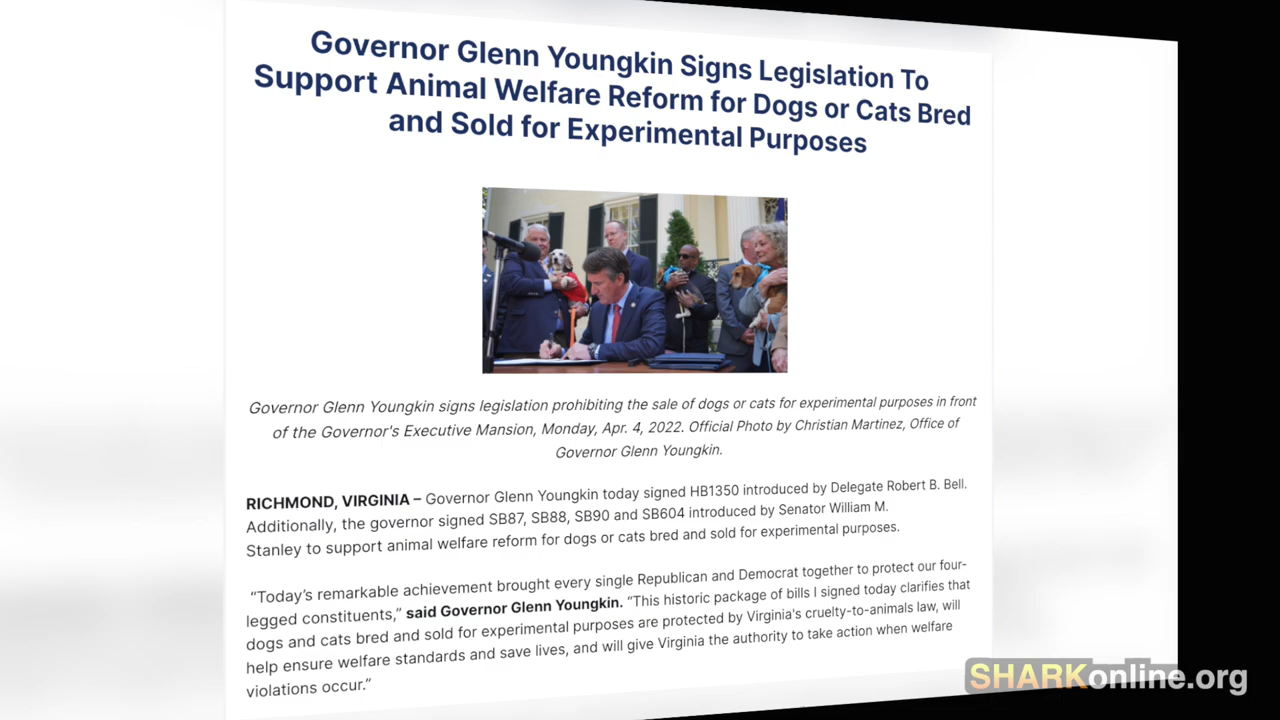 Governor Glenn Youngkin Signs Legislation To
Support Animal Welfare Reform for Dogs or Cats Bred
and Sold for Experimental Purposes
Governor Glenn Youngkin signs legislation prohibiting the sale of dogs or cats for experimental purposes in front
of the Governor's Executive Mansion, Monday, Apr. 4, 2022. Official Photo by Christian Martinez, Office of
Governor Glenn Youngkin.
RICHMOND, VIRGINIA – Governor Glenn Youngkin today signed HB1350 introduced by Delegate Robert B. Bell.
Additionally, the governor signed SB87, SB88, SB90 and SB604 introduced by Senator William M.
Stanley to support animal welfare reform for dogs or cats bred and sold for experimental purposes.
“Today’s remarkable achievement brought every single Republican and Democrat together to protect our four-
legged constituents,” said Governor Glenn Youngkin. “This historic package of bills I signed today clarifies that
dogs and cats bred and sold for experimental purposes are protected by Virginia's cruelty-to-animals law, will
help ensure welfare standards and save lives, and will give Virginia the authority to take action when welfare
violations occur.”
SHARKonline.org